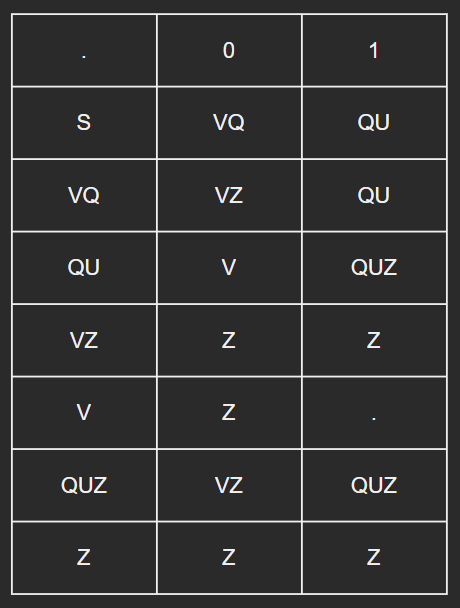 . 0 1
S VQ QU
VQ VZ QU
QU V QUZ
VZ Z Z
V Z .
QUZ VZ QUZ
Z Z Z